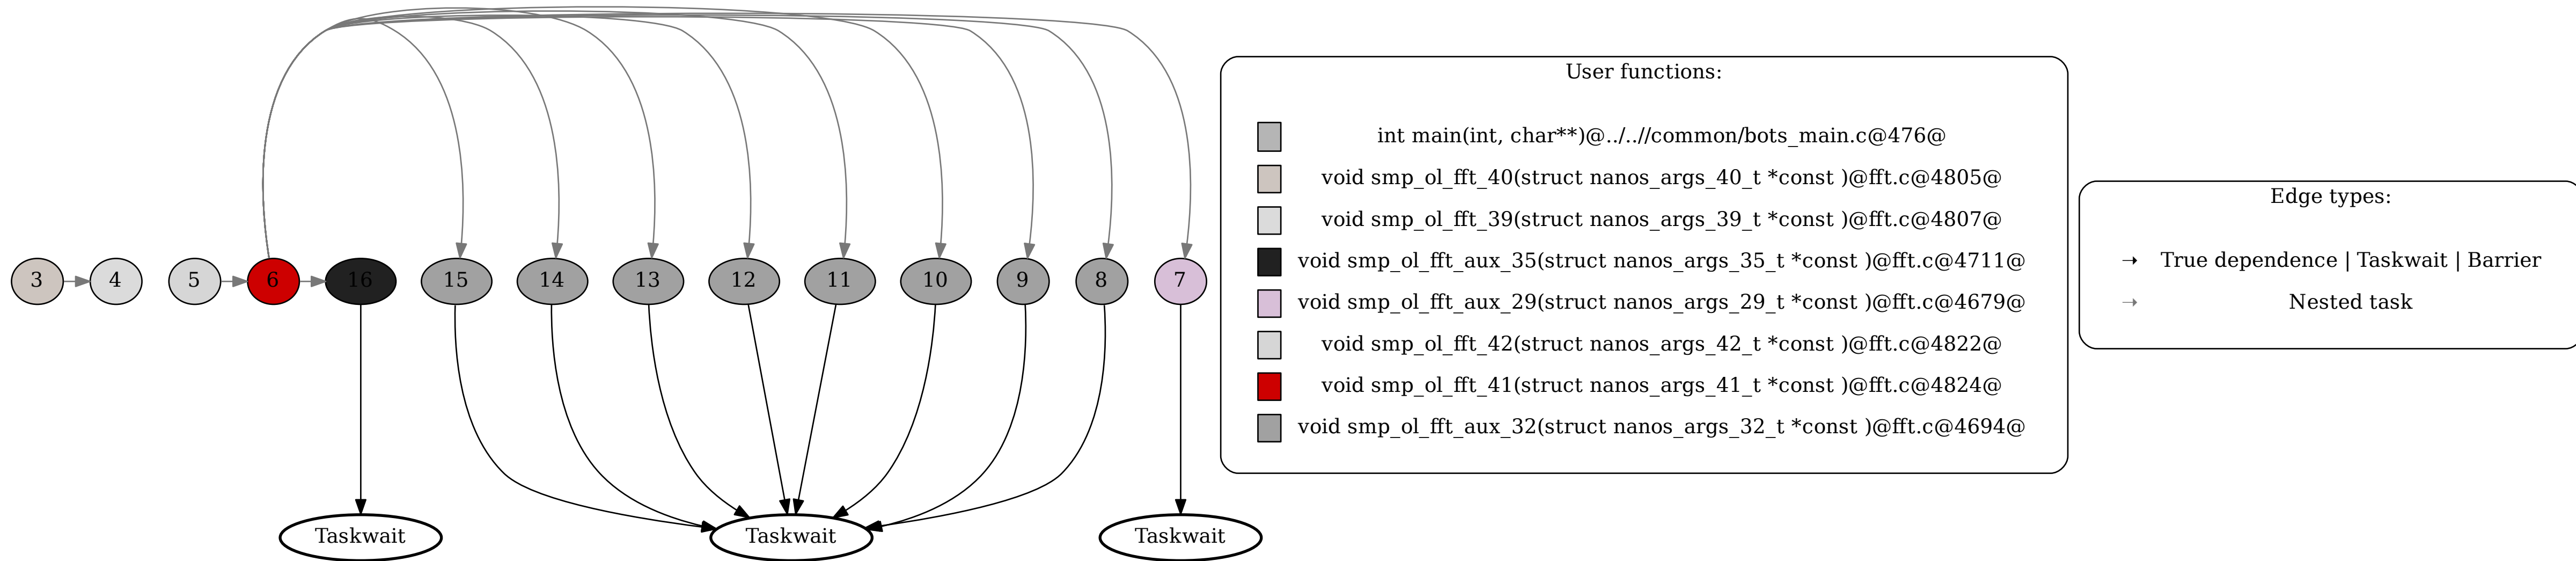 3
4
5
6
16
15
14
13
12
11
10
9
8
7
Taskwait
Taskwait
Taskwait
User functions:
int main(int, char**)@../..//common/bots_main.c@476@
void smp_ol_fft_40(struct nanos_args_40_t *const )@fft.c@4805@
void smp_ol_fft_39(struct nanos_args_39_t *const )@fft.c@4807@
void smp_ol_fft_aux_35(struct nanos_args_35_t *const )@fft.c@4711@
void smp_ol_fft_aux_29(struct nanos_args_29_t *const )@fft.c@4679@
void smp_ol_fft_42(struct nanos_args_42_t *const )@fft.c@4822@
void smp_ol_fft_41(struct nanos_args_41_t *const )@fft.c@4824@
void smp_ol_fft_aux_32(struct nanos_args_32_t *const )@fft.c@4694@
Edge types:
➝ True dependence | Taskwait | Barrier
➝ Nested task